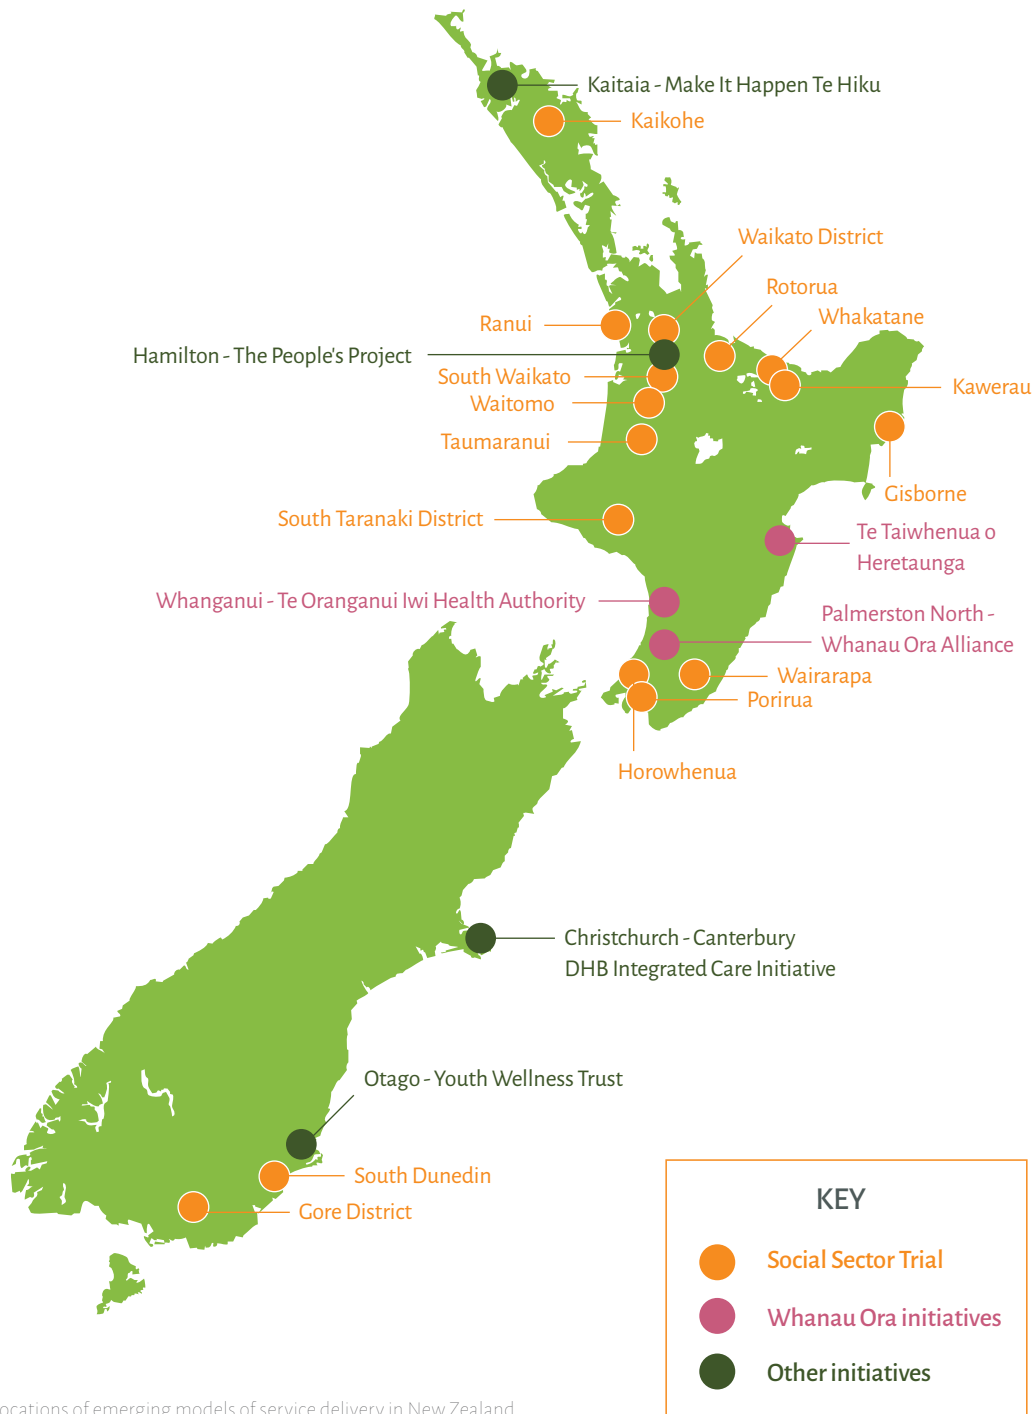 Kaitaia - Make It Happen Te Hiku
Kaikohe
Waikato District
Rotorua
Whakatane
Ranui
Hamilton - The People's Project
South Waikato
Kawerau
Waitomo
Taumaranui
Gisborne
South Taranaki District
Te Taiwhenua o
Heretaunga
Whanganui - Te Oranganui Iwi Health Authority
Palmerston North -
Whanau Ora Alliance
Wairarapa
Porirua
Horowhenua
Christchurch - Canterbury
DHB Integrated Care Initiative
Otago - Youth Wellness Trust
South Dunedin
Gore District
KEY
Social Sector Trial
Whanau Ora initiatives
Other initiatives
ocations of emerging models of service delivery in New Zealand